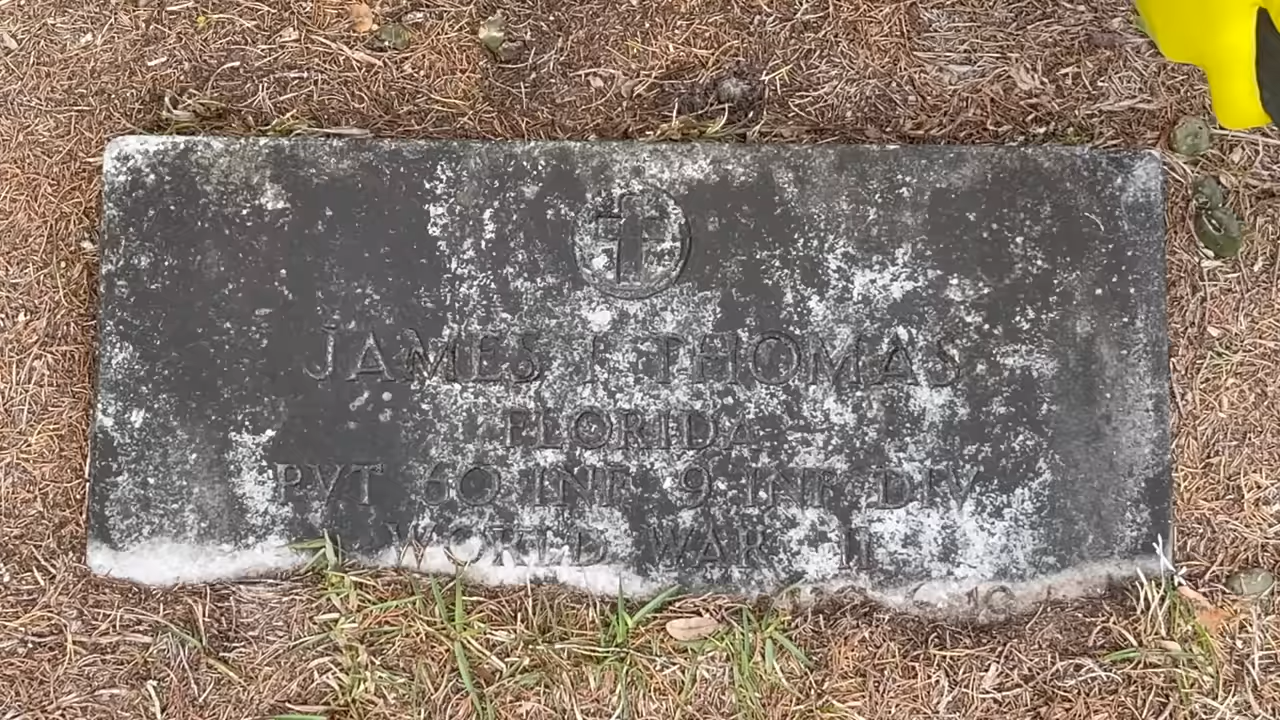 JAMES F THOMAS
FLORIDA
PVT 60 INF 9 INF DIV
WORLD WAR II